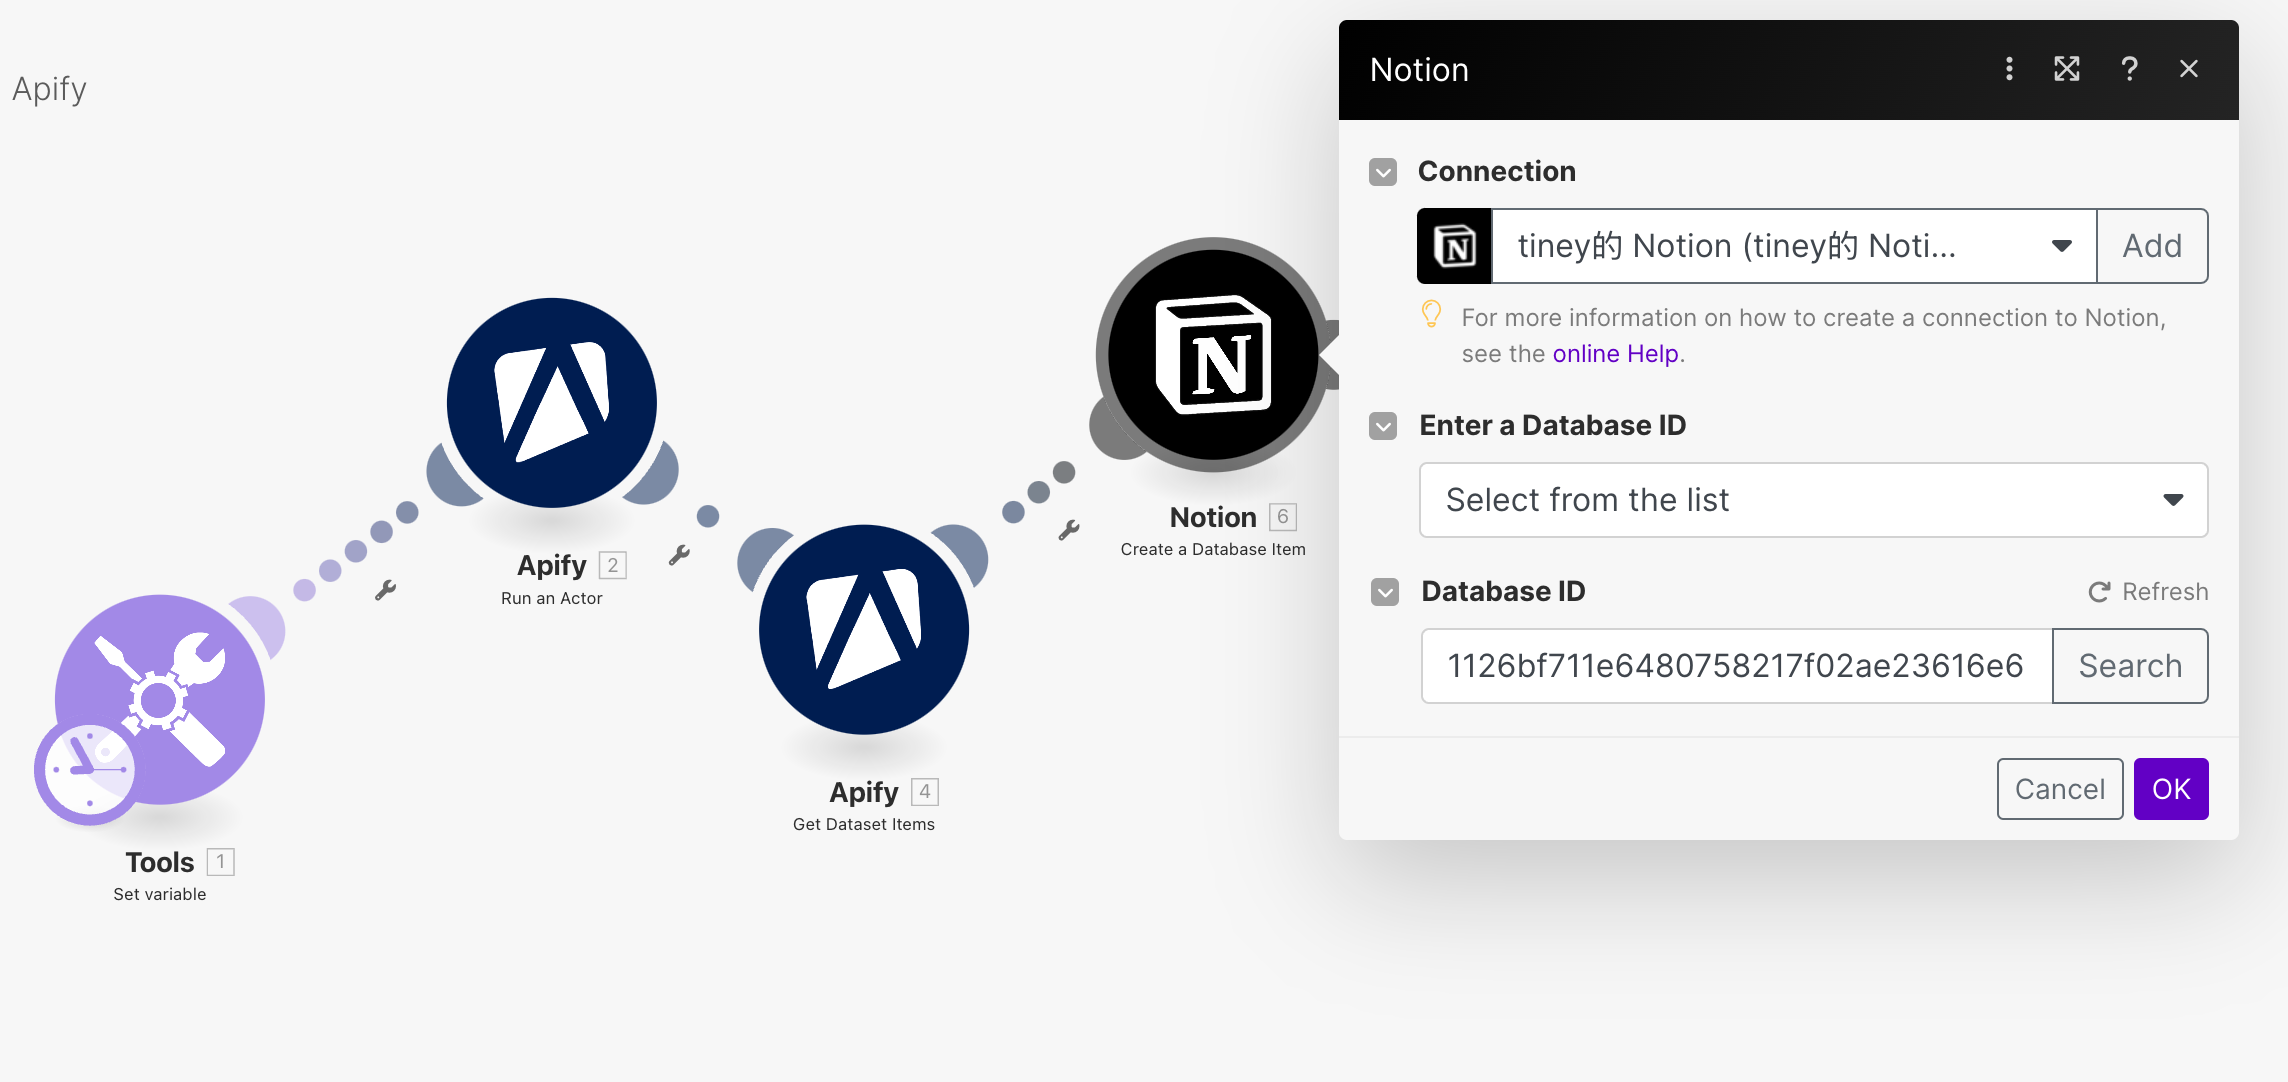 Apify
Tools 1
Set variable
Apify 2
Run an Actor
Apify 4
Get Dataset Items
Notion 6
Create a Database Item
Notion
Connection
tiney的 Notion (tiney的 Noti...
Add
For more information on how to create a connection to Notion,
see the online Help.
Enter a Database ID
Select from the list
Database ID
Refresh
1126bf711e6480758217f02ae23616e6
Search
Cancel
OK